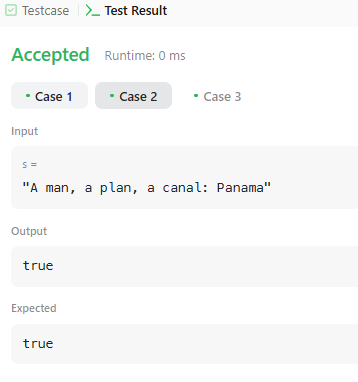 Testcase Test Result
Accepted Runtime: 0 ms
Case 1 Case 2 Case 3
Input
s =
"A man, a plan, a canal: Panama"
Output
true
Expected
true